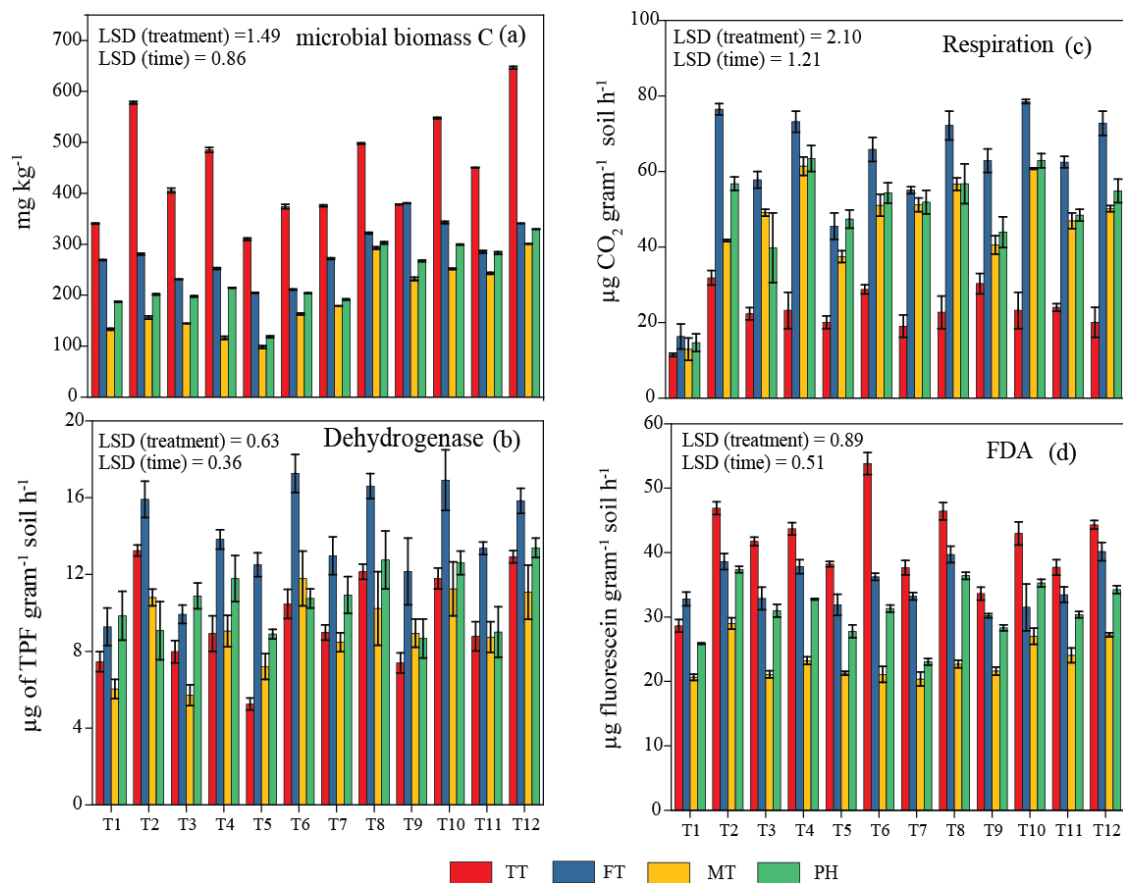 LSD (treatment) =1.49
LSD (time) = 0.86
microbial biomass C (a)
mg kg⁻¹
700
600
500
400
300
200
100
0
LSD (treatment) = 2.10
LSD (time) = 1.21
Respiration (c)
µg CO₂ gram⁻¹ soil h⁻¹
100
80
60
40
20
0
LSD (treatment) = 0.63
LSD (time) = 0.36
Dehydrogenase (b)
µg of TPF gram⁻¹ soil h⁻¹
20
16
12
8
4
0
T1 T2 T3 T4 T5 T6 T7 T8 T9 T10 T11 T12
LSD (treatment) = 0.89
LSD (time) = 0.51
FDA (d)
µg fluorescein gram⁻¹ soil h⁻¹
60
50
40
30
20
10
0
T1 T2 T3 T4 T5 T6 T7 T8 T9 T10 T11 T12
TT FT MT PH